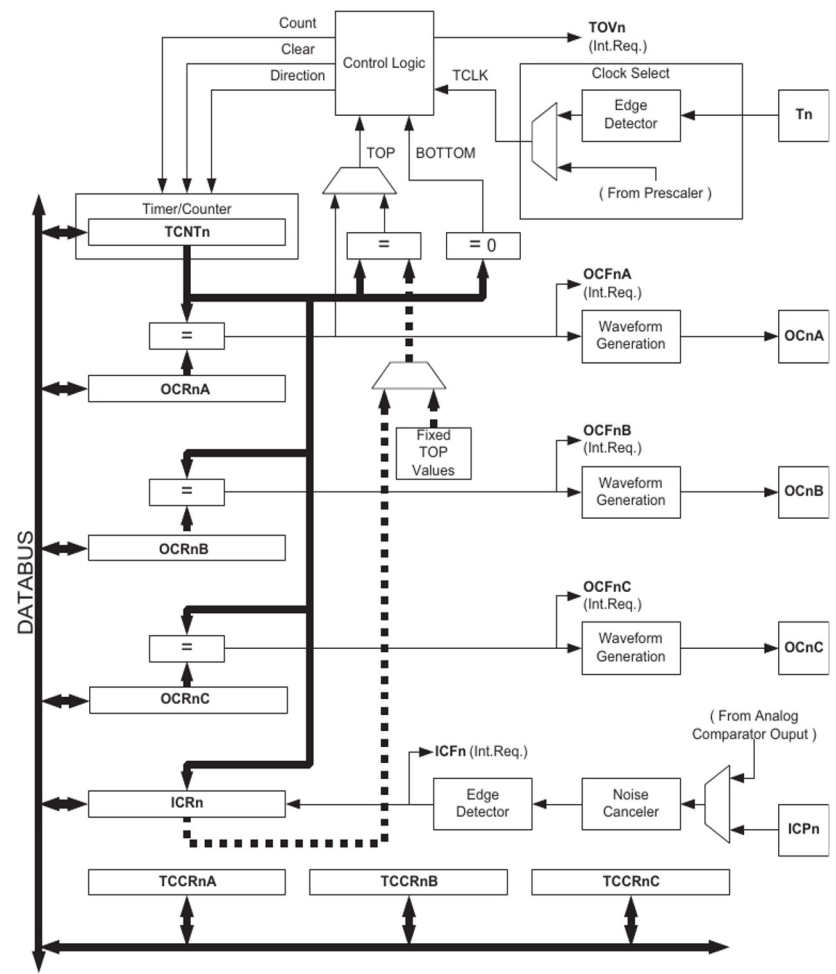 Count
Clear
Direction
Control Logic
TOVn
(Int.Req.)
TCLK
Clock Select
Edge
Detector
Tn
TOP
BOTTOM
( From Prescaler )
Timer/Counter
TCNTn
=
= 0
OCFnA
(Int.Req.)
=
Waveform
Generation
OCnA
OCRnA
Fixed
TOP
Values
OCFnB
(Int.Req.)
=
Waveform
Generation
OCnB
OCRnB
DATABUS
OCFnC
(Int.Req.)
=
Waveform
Generation
OCnC
OCRnC
( From Analog
Comparator Ouput )
ICFn (Int.Req.)
ICRn
Edge
Detector
Noise
Canceler
ICPn
TCCRnA
TCCRnB
TCCRnC